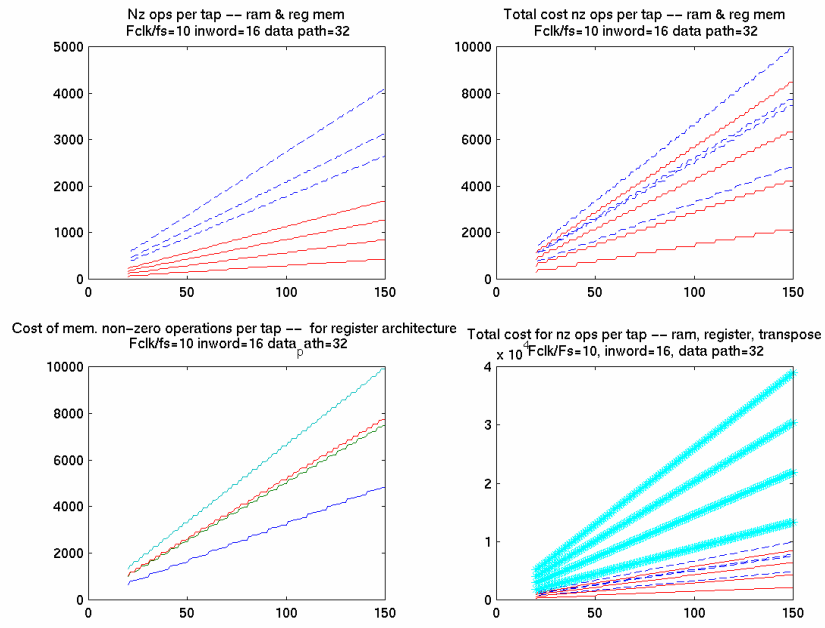 Nz ops per tap -- ram & reg mem
Fclk/fs=10 inword=16 data path=32
5000
4000
3000
2000
1000
0
0 50 100 150
Total cost nz ops per tap -- ram & reg mem
Fclk/fs=10 inword=16 data path=32
10000
8000
6000
4000
2000
0
0 50 100 150
Cost of mem. non-zero operations per tap -- for register architecture
Fclk/fs=10 inword=16 data path=32
10000
8000
6000
4000
2000
0
0 50 100 150
Total cost for nz ops per tap -- ram, register, transpose
x 10^4 Fclk/Fs=10, inword=16, data path=32
4
3
2
1
0
0 50 100 150